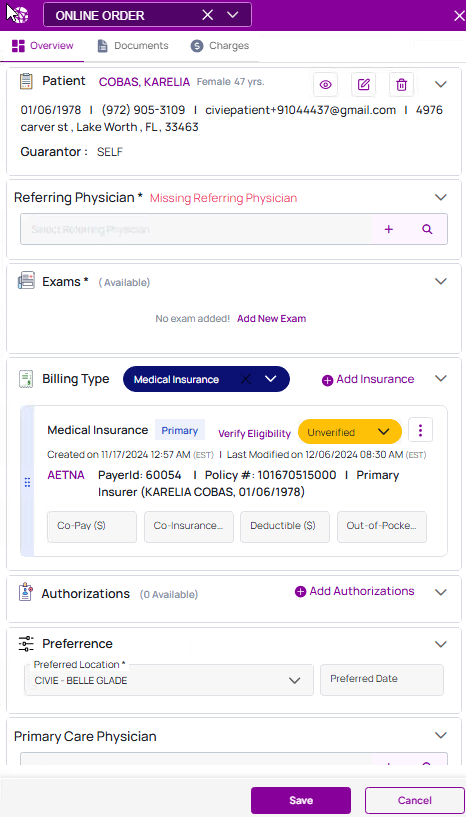 ONLINE ORDER
Overview Documents $ Charges
Patient COBAS, KARELIA Female 47 yrs.
01/06/1978 I (972) 905-3109 I civiepatient+91044437@gmail.com I 4976
carver st , Lake Worth , FL , 33463
Guarantor : SELF
Referring Physician * Missing Referring Physician
Select Referring Physician
Exams * ( Available)
No exam added! Add New Exam
Billing Type Medical Insurance Add Insurance
Medical Insurance Primary Verify Eligibility Unverified
Created on 11/17/2024 12:57 AM (EST) I Last Modified on 12/06/2024 08:30 AM (EST)
AETNA PayerId: 60054 I Policy #: 101670515000 I Primary
Insurer (KARELIA COBAS, 01/06/1978)
Co-Pay ($) Co-Insurance... Deductible ($) Out-of-Pocke...
Authorizations (0 Available) Add Authorizations
Preferrence
Preferred Location *
CIVIE - BELLE GLADE Preferred Date
Primary Care Physician
Save Cancel